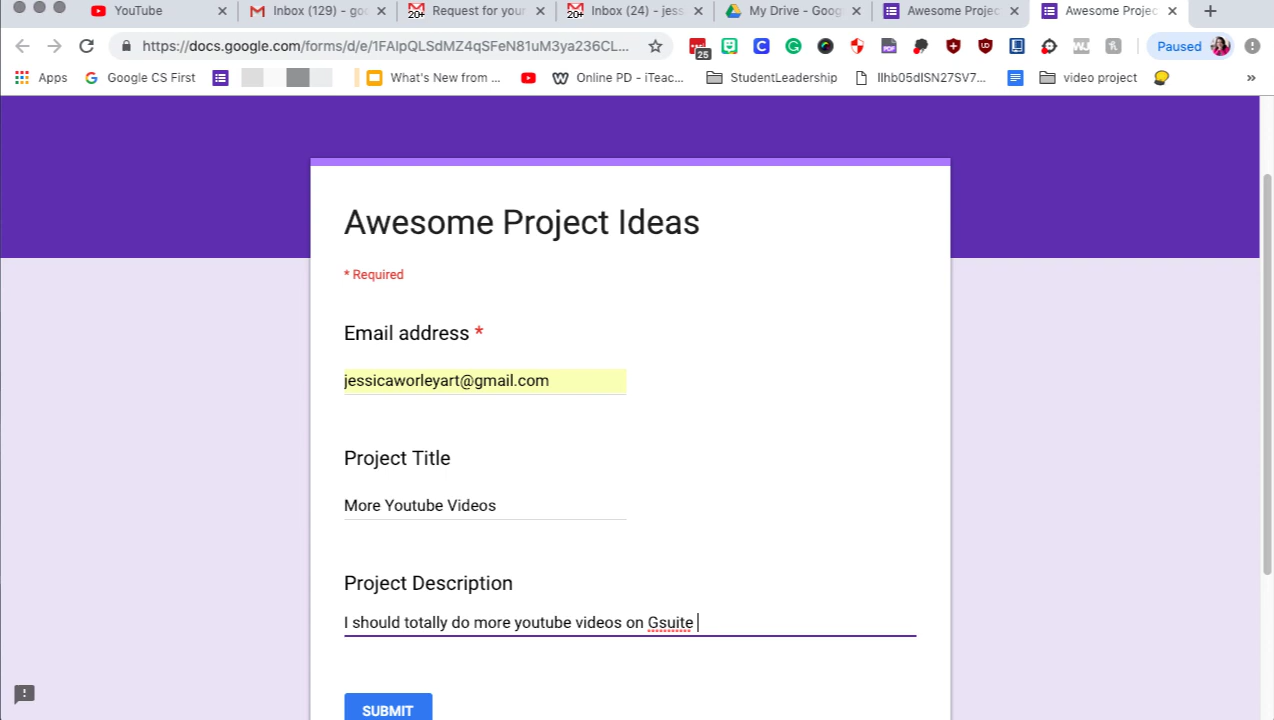 YouTube
Inbox (129) - goo
Request for your
Inbox (24) - jess
My Drive - Goog
Awesome Projec
Awesome Projec
https://docs.google.com/forms/d/e/1FAIpQLSdMZ4qSFeN81uM3ya236CL...
25
Paused
Apps
Google CS First
What's New from ...
Online PD - iTeac...
StudentLeadership
video project
»
Awesome Project Ideas
* Required
Email address *
jessicaworleyart@gmail.com
Project Title
More Youtube Videos
Project Description
I should totally do more youtube videos on Gsuite
SUBMIT